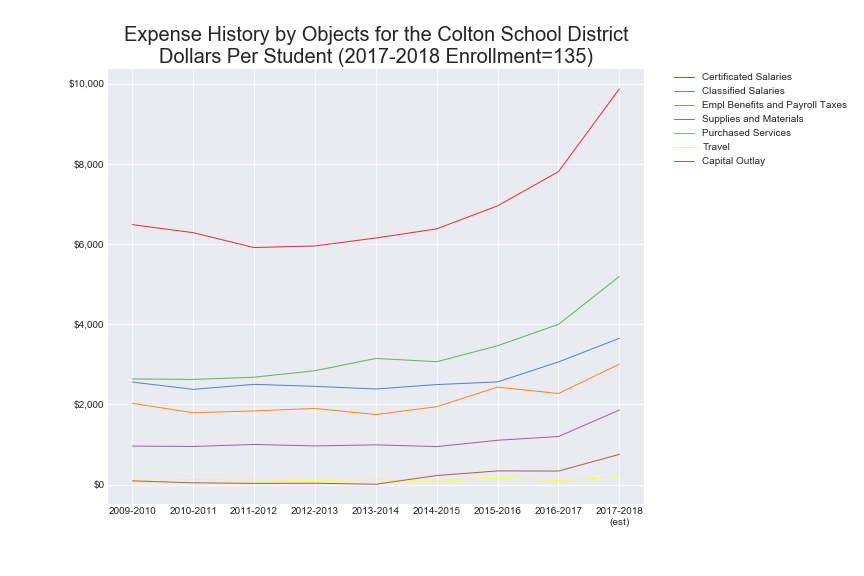 Expense History by Objects for the Colton School District
Dollars Per Student (2017-2018 Enrollment=135)
$10,000
$8,000
$6,000
$4,000
$2,000
$0
2009-2010
2010-2011
2011-2012
2012-2013
2013-2014
2014-2015
2015-2016
2016-2017
2017-2018
(est)
Certificated Salaries
Classified Salaries
Empl Benefits and Payroll Taxes
Supplies and Materials
Purchased Services
Travel
Capital Outlay